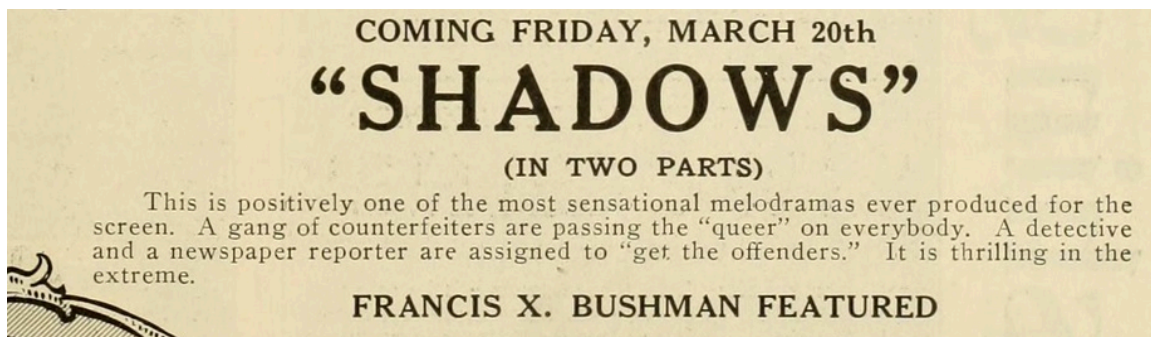 COMING FRIDAY, MARCH 20th
“SHADOWS”
(IN TWO PARTS)
This is positively one of the most sensational melodramas ever produced for the
screen. A gang of counterfeiters are passing the “queer” on everybody. A detective
and a newspaper reporter are assigned to “get the offenders.” It is thrilling in the
extreme.
FRANCIS X. BUSHMAN FEATURED